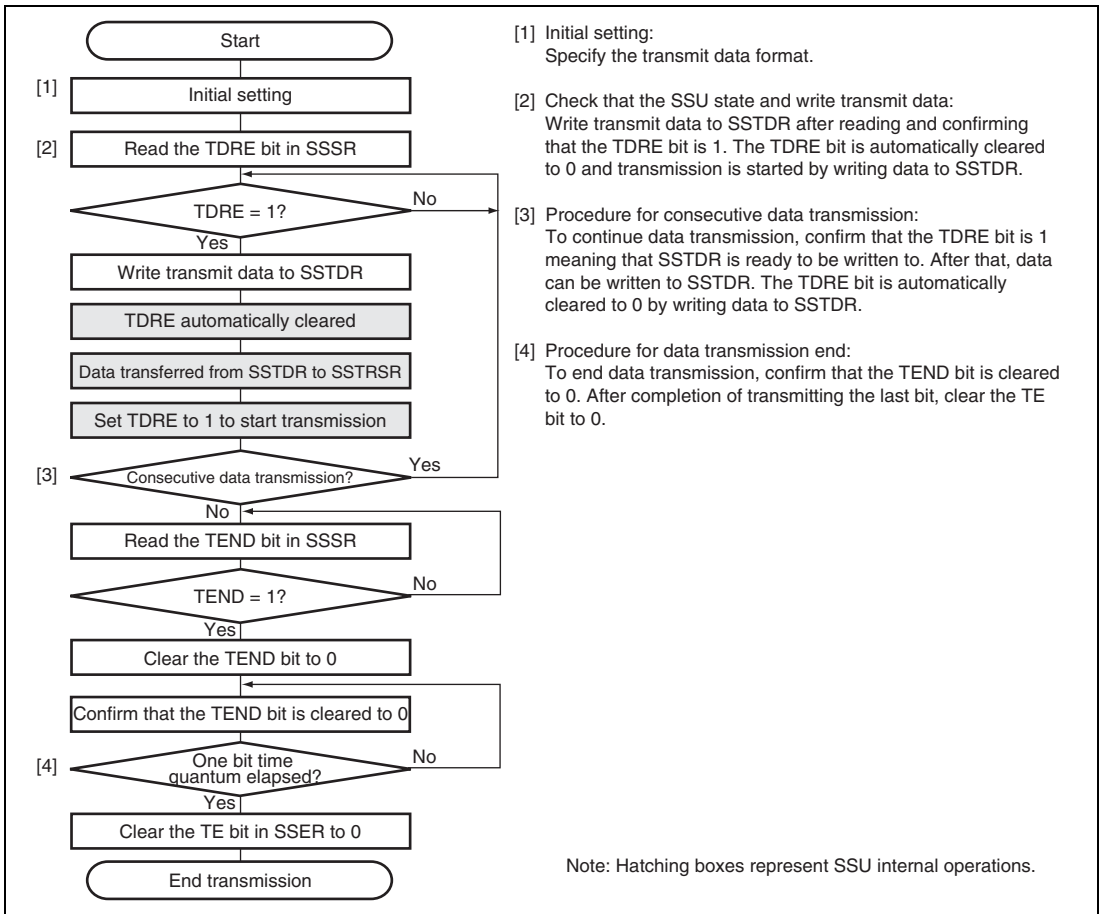 Start
[1] Initial setting
[2] Read the TDRE bit in SSSR
TDRE = 1?
No
Yes
Write transmit data to SSTDR
TDRE automatically cleared
Data transferred from SSTDR to SSTRSR
Set TDRE to 1 to start transmission
[3] Consecutive data transmission?
Yes
No
Read the TEND bit in SSSR
TEND = 1?
No
Yes
Clear the TEND bit to 0
Confirm that the TEND bit is cleared to 0
[4] One bit time
quantum elapsed?
No
Yes
Clear the TE bit in SSER to 0
End transmission
[1] Initial setting:
Specify the transmit data format.
[2] Check that the SSU state and write transmit data:
Write transmit data to SSTDR after reading and confirming
that the TDRE bit is 1. The TDRE bit is automatically cleared
to 0 and transmission is started by writing data to SSTDR.
[3] Procedure for consecutive data transmission:
To continue data transmission, confirm that the TDRE bit is 1
meaning that SSTDR is ready to be written to. After that, data
can be written to SSTDR. The TDRE bit is automatically
cleared to 0 by writing data to SSTDR.
[4] Procedure for data transmission end:
To end data transmission, confirm that the TEND bit is cleared
to 0. After completion of transmitting the last bit, clear the TE
bit to 0.
Note: Hatching boxes represent SSU internal operations.